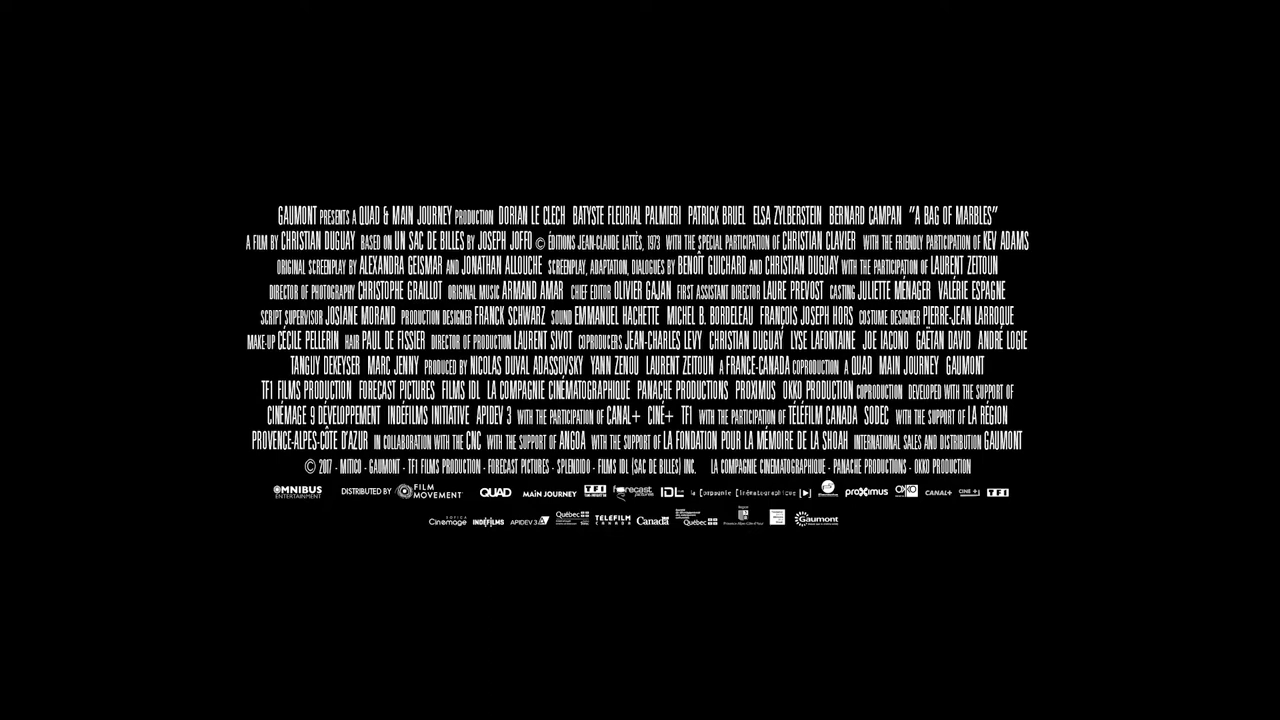 GAUMONT PRESENTS A QUAD & MAIN JOURNEY PRODUCTION DORIAN LE CLECH BATYSTE FLEURIAL PALMIERI PATRICK BRUEL ELSA ZYLBERSTEIN BERNARD CAMPAN "A BAG OF MARBLES"
A FILM BY CHRISTIAN DUGUAY BASED ON UN SAC DE BILLES BY JOSEPH JOFFO © ÉDITIONS JEAN-CLAUDE LATTÈS, 1973 WITH THE SPECIAL PARTICIPATION OF CHRISTIAN CLAVIER WITH THE FRIENDLY PARTICIPATION OF KEV ADAMS
ORIGINAL SCREENPLAY BY ALEXANDRA GEISMAR AND JONATHAN ALLOUCHE SCREENPLAY, ADAPTATION, DIALOGUES BY BENOÎT GUICHARD AND CHRISTIAN DUGUAY WITH THE PARTICIPATION OF LAURENT ZEITOUN
DIRECTOR OF PHOTOGRAPHY CHRISTOPHE GRAILLOT ORIGINAL MUSIC ARMAND AMAR CHIEF EDITOR OLIVIER GAJAN FIRST ASSISTANT DIRECTOR LAURE PREVOST CASTING JULIETTE MÉNAGER VALÉRIE ESPAGNE
SCRIPT SUPERVISOR JOSIANE MORAND PRODUCTION DESIGNER FRANCK SCHWARZ SOUND EMMANUEL HACHETTE MICHEL B. BORDELEAU FRANÇOIS JOSEPH HORS COSTUME DESIGNER PIERRE-JEAN LARROQUE
MAKE-UP CÉCILE PELLERIN HAIR PAUL DE FISSIER DIRECTOR OF PRODUCTION LAURENT SIVOT COPRODUCERS JEAN-CHARLES LEVY CHRISTIAN DUGUAY LYSE LAFONTAINE JOE IACONO GAËTAN DAVID ANDRÉ LOGIE
TANGUY DEKEYSER MARC JENNY PRODUCED BY NICOLAS DUVAL ADASSOVSKY YANN ZENOU LAURENT ZEITOUN A FRANCE-CANADA COPRODUCTION A QUAD MAIN JOURNEY GAUMONT
TF1 FILMS PRODUCTION FORECAST PICTURES FILMS IDL LA COMPAGNIE CINÉMATOGRAPHIQUE PANACHE PRODUCTIONS PROXIMUS OKKO PRODUCTION COPRODUCTION DEVELOPED WITH THE SUPPORT OF
CINÉMAGE 9 DÉVELOPPEMENT INDÉFILMS INITIATIVE APIDEV 3 WITH THE PARTICIPATION OF CANAL+ CINÉ+ TF1 WITH THE PARTICIPATION OF TÉLÉFILM CANADA SODEC WITH THE SUPPORT OF LA RÉGION
PROVENCE-ALPES-CÔTE D'AZUR IN COLLABORATION WITH THE CNC WITH THE SUPPORT OF ANGOA WITH THE SUPPORT OF LA FONDATION POUR LA MÉMOIRE DE LA SHOAH INTERNATIONAL SALES AND DISTRIBUTION GAUMONT
© 2017 - MITICO - GAUMONT - TF1 FILMS PRODUCTION - FORECAST PICTURES - SPLENDIDO - FILMS IDL (SAC DE BILLES) INC. LA COMPAGNIE CINEMATOGRAPHIQUE - PANACHE PRODUCTIONS - OKKO PRODUCTION
OMNIBUS ENTERTAINMENT DISTRIBUTED BY FILM MOVEMENT QUAD MAIN JOURNEY TF1 forecast pictures IDL la [compagnie [inématographique] proximus OKKO CANAL+ CINÉ+ TF1
Cinemage INDÉFILMS APIDEV 3 Québec TELEFILM CANADA Canada Québec Gaumont